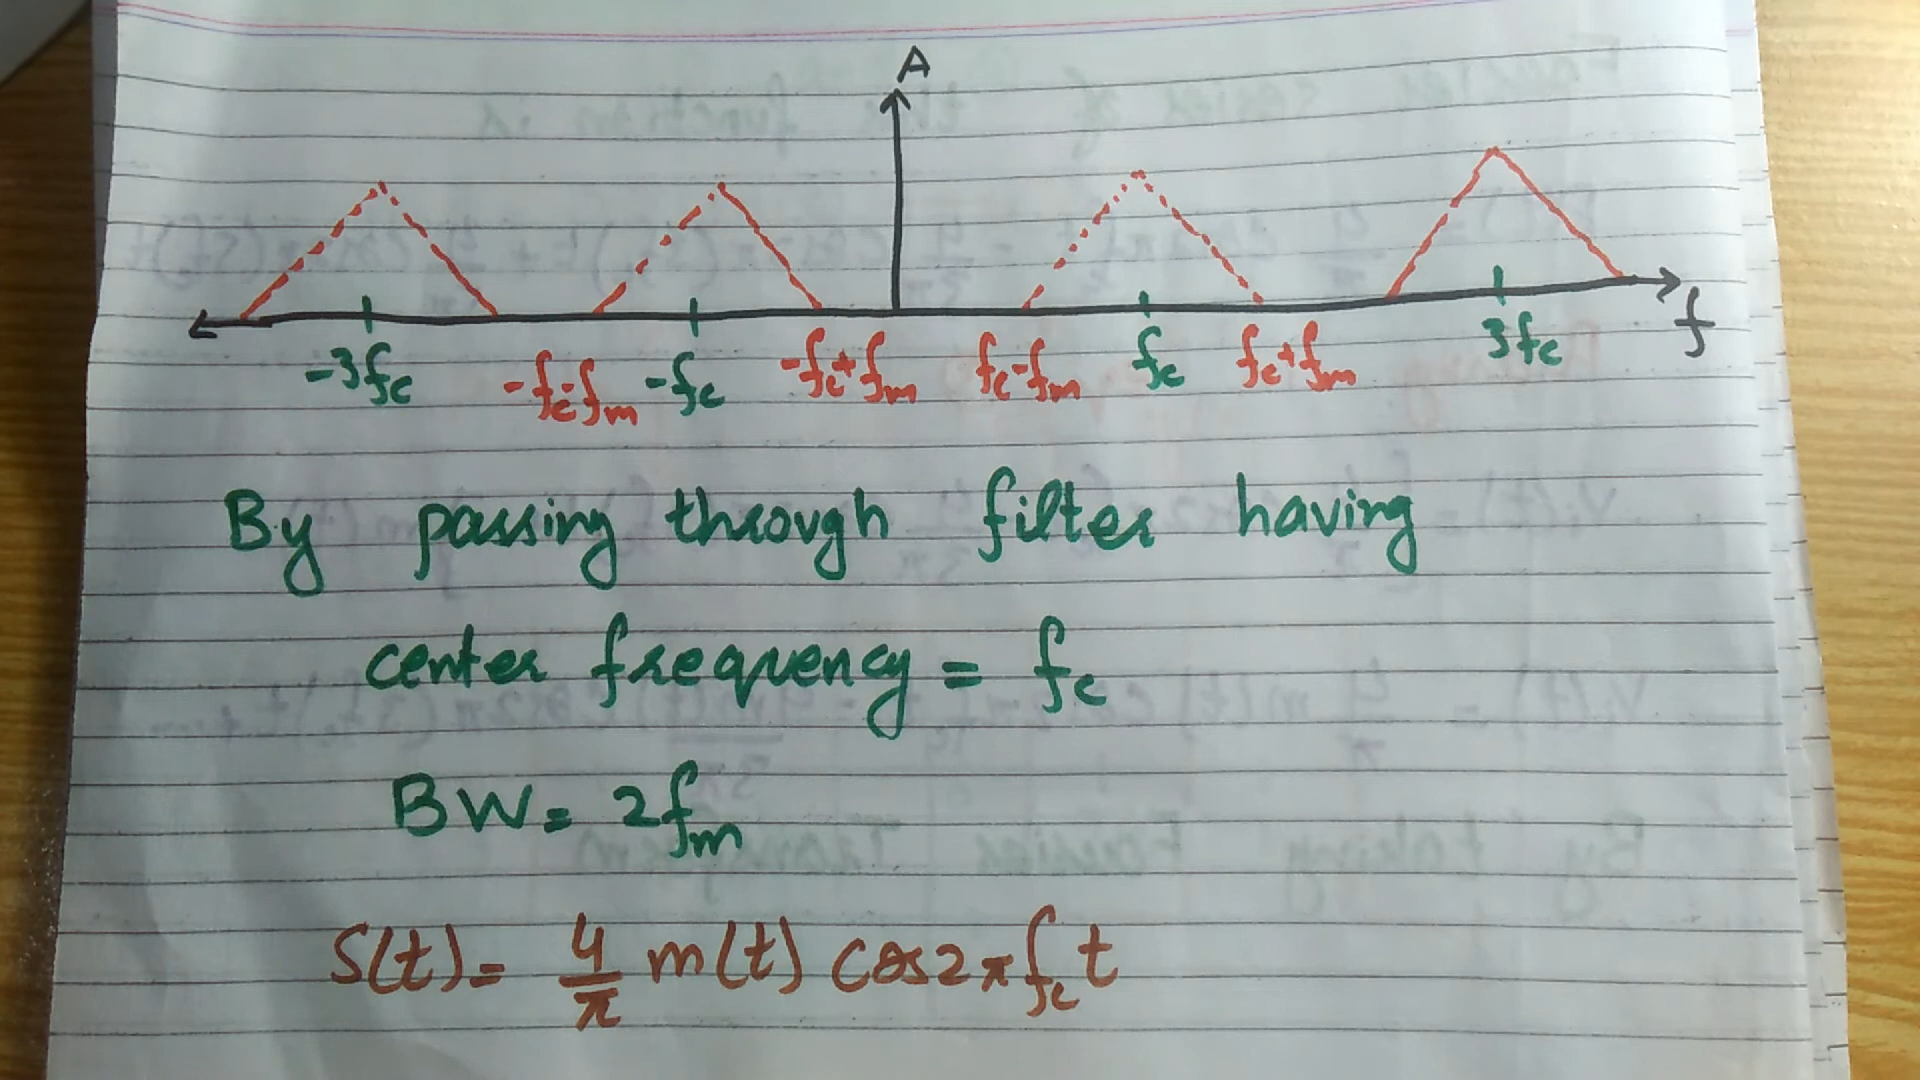 A
-3fc -fc-fm -fc -fc+fm fc-fm fc fc+fm 3fc f
By passing through filter having
center frequency = fc
BW = 2fm
S(t) = 4/π m(t) cos2πfct